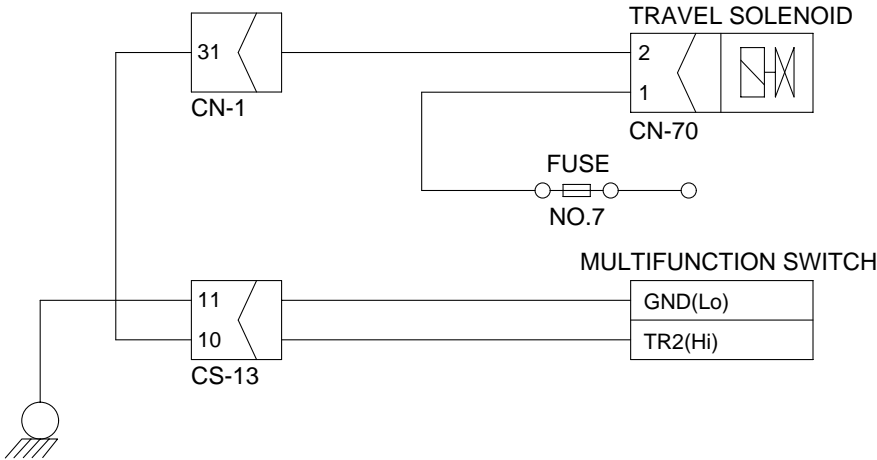 TRAVEL SOLENOID
31
2
1
CN-1
CN-70
FUSE
NO.7
MULTIFUNCTION SWITCH
11
GND(Lo)
10
TR2(Hi)
CS-13